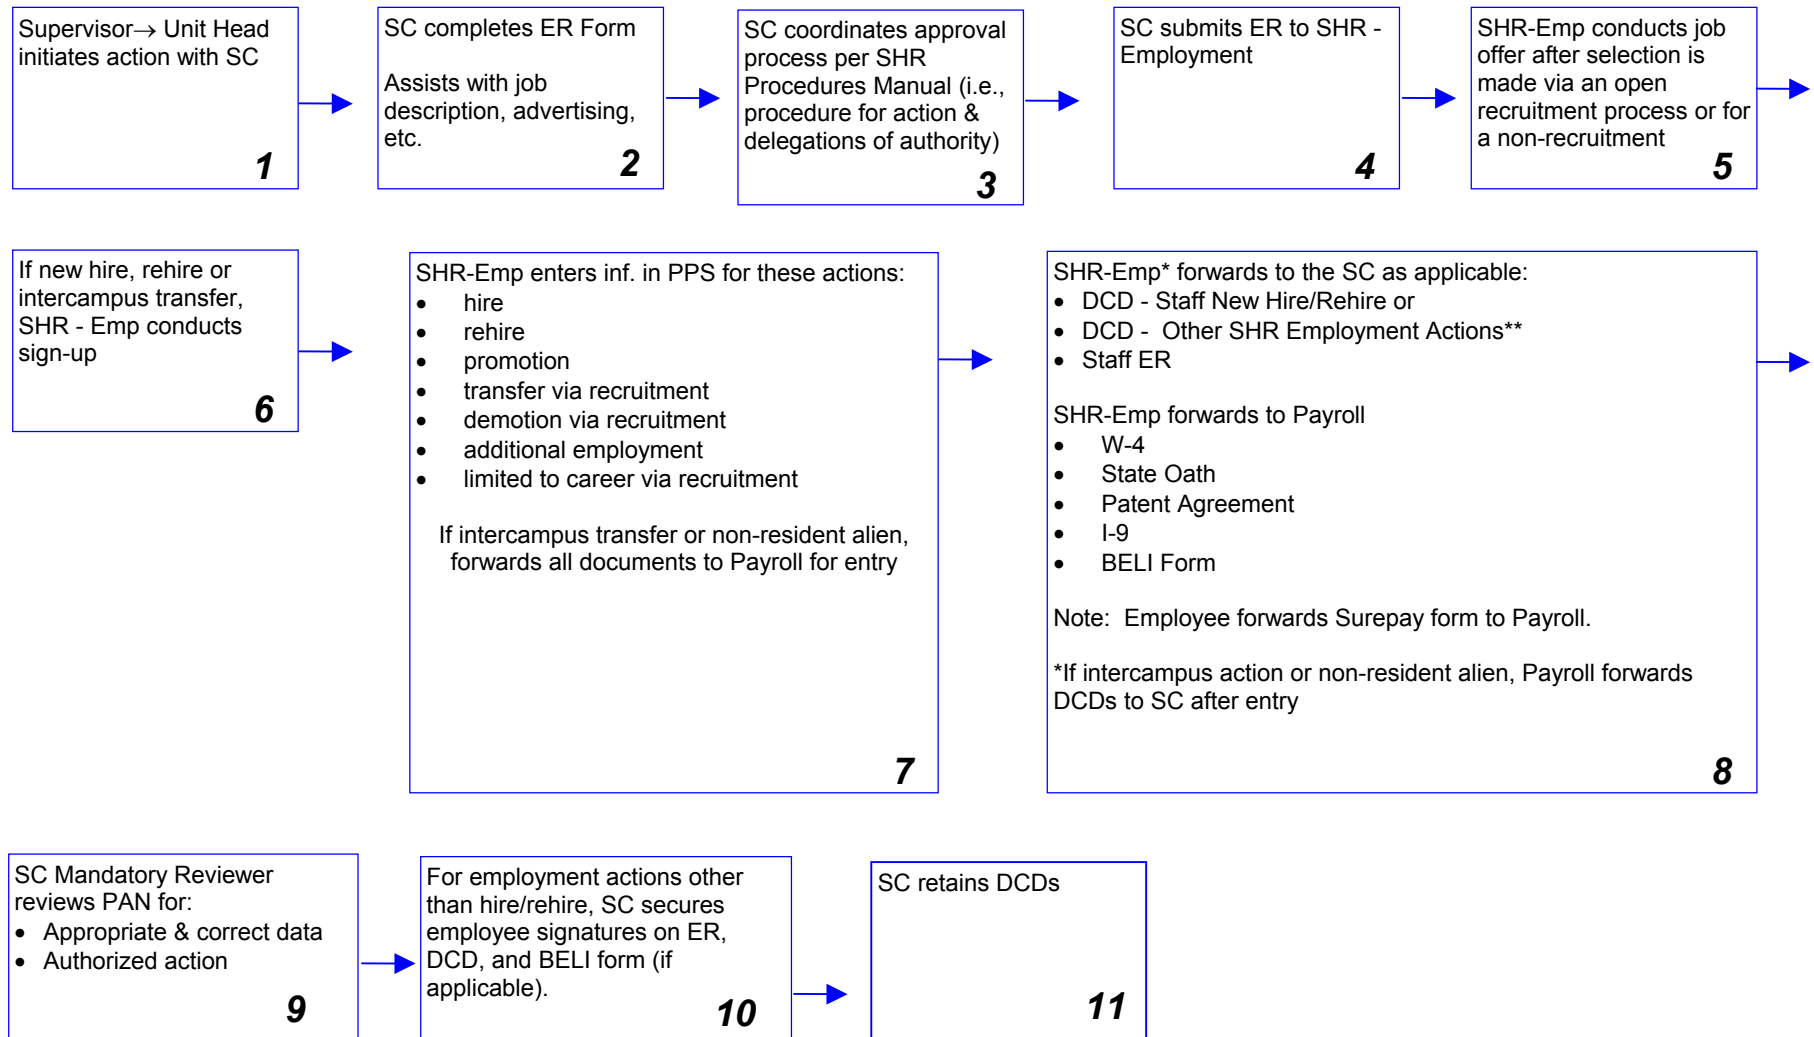 Supervisor→ Unit Head
initiates action with SC
1
SC completes ER Form
Assists with job
description, advertising,
etc.
2
SC coordinates approval
process per SHR
Procedures Manual (i.e.,
procedure for action &
delegations of authority)
3
SC submits ER to SHR -
Employment
4
SHR-Emp conducts job
offer after selection is
made via an open
recruitment process or for
a non-recruitment
5
If new hire, rehire or
intercampus transfer,
SHR - Emp conducts
sign-up
6
SHR-Emp enters inf. in PPS for these actions:
• hire
• rehire
• promotion
• transfer via recruitment
• demotion via recruitment
• additional employment
• limited to career via recruitment
If intercampus transfer or non-resident alien,
forwards all documents to Payroll for entry
7
SHR-Emp* forwards to the SC as applicable:
• DCD - Staff New Hire/Rehire or
• DCD - Other SHR Employment Actions**
• Staff ER
SHR-Emp forwards to Payroll
• W-4
• State Oath
• Patent Agreement
• I-9
• BELI Form
Note: Employee forwards Surepay form to Payroll.
*If intercampus action or non-resident alien, Payroll forwards
DCDs to SC after entry
8
SC Mandatory Reviewer
reviews PAN for:
• Appropriate & correct data
• Authorized action
9
For employment actions other
than hire/rehire, SC secures
employee signatures on ER,
DCD, and BELI form (if
applicable).
10
SC retains DCDs
11